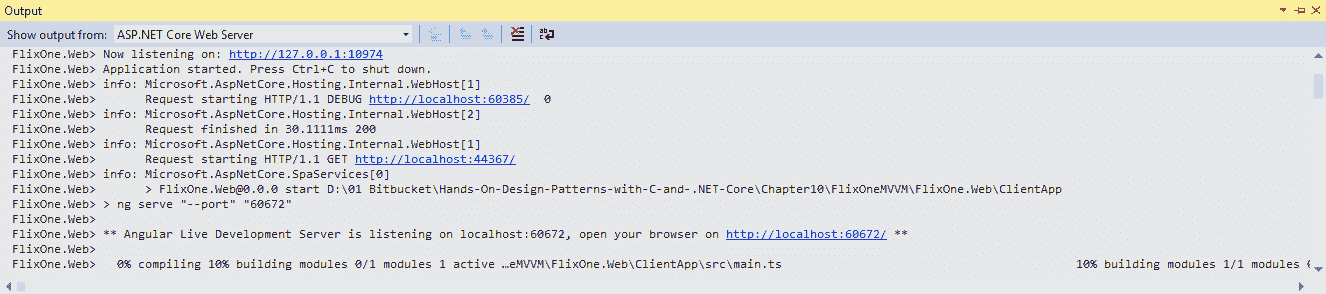 Output
Show output from: ASP.NET Core Web Server
FlixOne.Web> Now listening on: http://127.0.0.1:10974
FlixOne.Web> Application started. Press Ctrl+C to shut down.
FlixOne.Web> info: Microsoft.AspNetCore.Hosting.Internal.WebHost[1]
FlixOne.Web>       Request starting HTTP/1.1 DEBUG http://localhost:60385/  0
FlixOne.Web> info: Microsoft.AspNetCore.Hosting.Internal.WebHost[2]
FlixOne.Web>       Request finished in 30.1111ms 200
FlixOne.Web> info: Microsoft.AspNetCore.Hosting.Internal.WebHost[1]
FlixOne.Web>       Request starting HTTP/1.1 GET http://localhost:44367/
FlixOne.Web> info: Microsoft.AspNetCore.SpaServices[0]
FlixOne.Web>       > FlixOne.Web@0.0.0 start D:\01 Bitbucket\Hands-On-Design-Patterns-with-C-and-.NET-Core\Chapter10\FlixOneMVVM\FlixOne.Web\ClientApp
FlixOne.Web> > ng serve "--port" "60672"
FlixOne.Web>
FlixOne.Web> ** Angular Live Development Server is listening on localhost:60672, open your browser on http://localhost:60672/ **
FlixOne.Web>
FlixOne.Web>   0% compiling 10% building modules 0/1 modules 1 active …eMVVM\FlixOne.Web\ClientApp\src\main.ts 10% building modules 1/1 modules